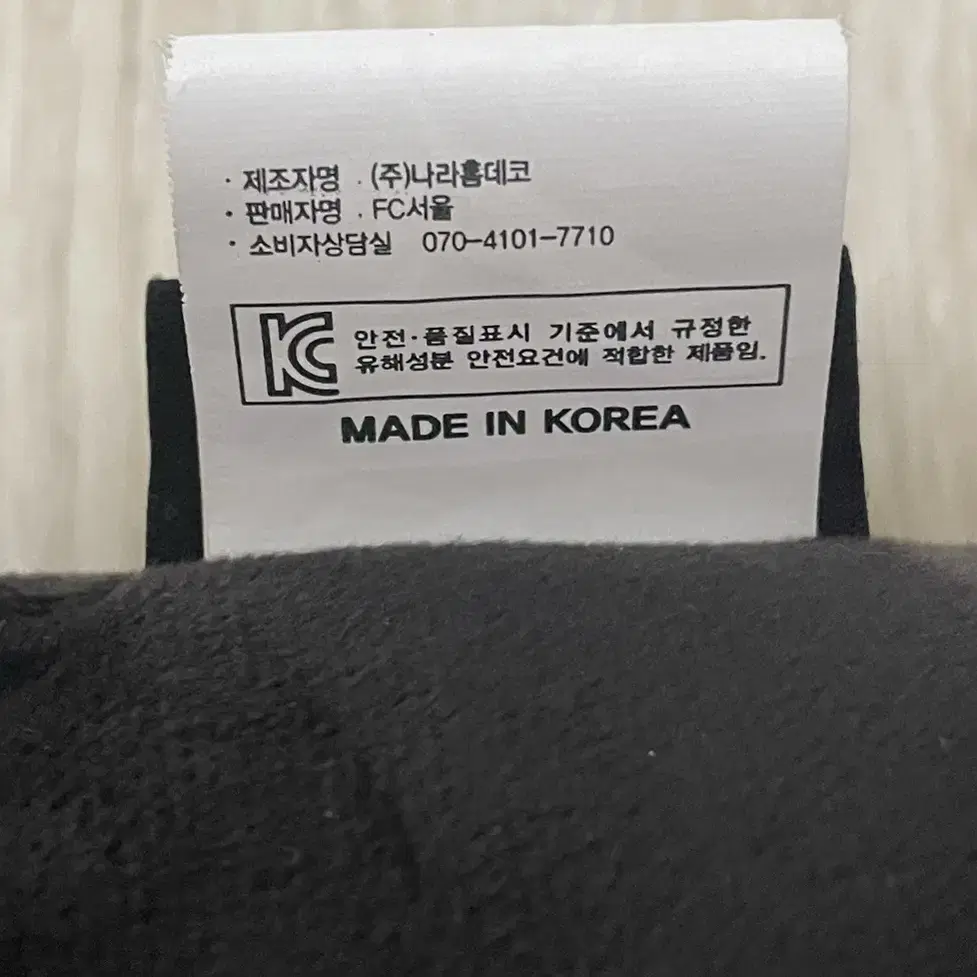 · 제조자명 . (주)나라홈데코
· 판매자명 . FC서울
· 소비자상담실 070-4101-7710
KC 안전·품질표시 기준에서 규정한
유해성분 안전요건에 적합한 제품임.
MADE IN KOREA